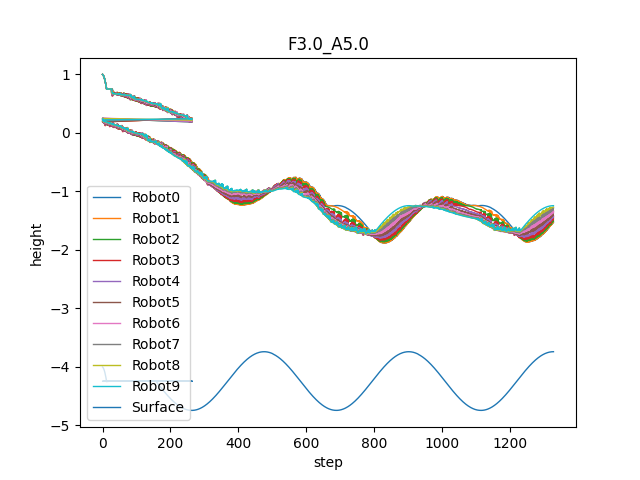 F3.0_A5.0
height
1
0
−1
−2
−3
−4
−5
Robot0
Robot1
Robot2
Robot3
Robot4
Robot5
Robot6
Robot7
Robot8
Robot9
Surface
0 200 400 600 800 1000 1200
step